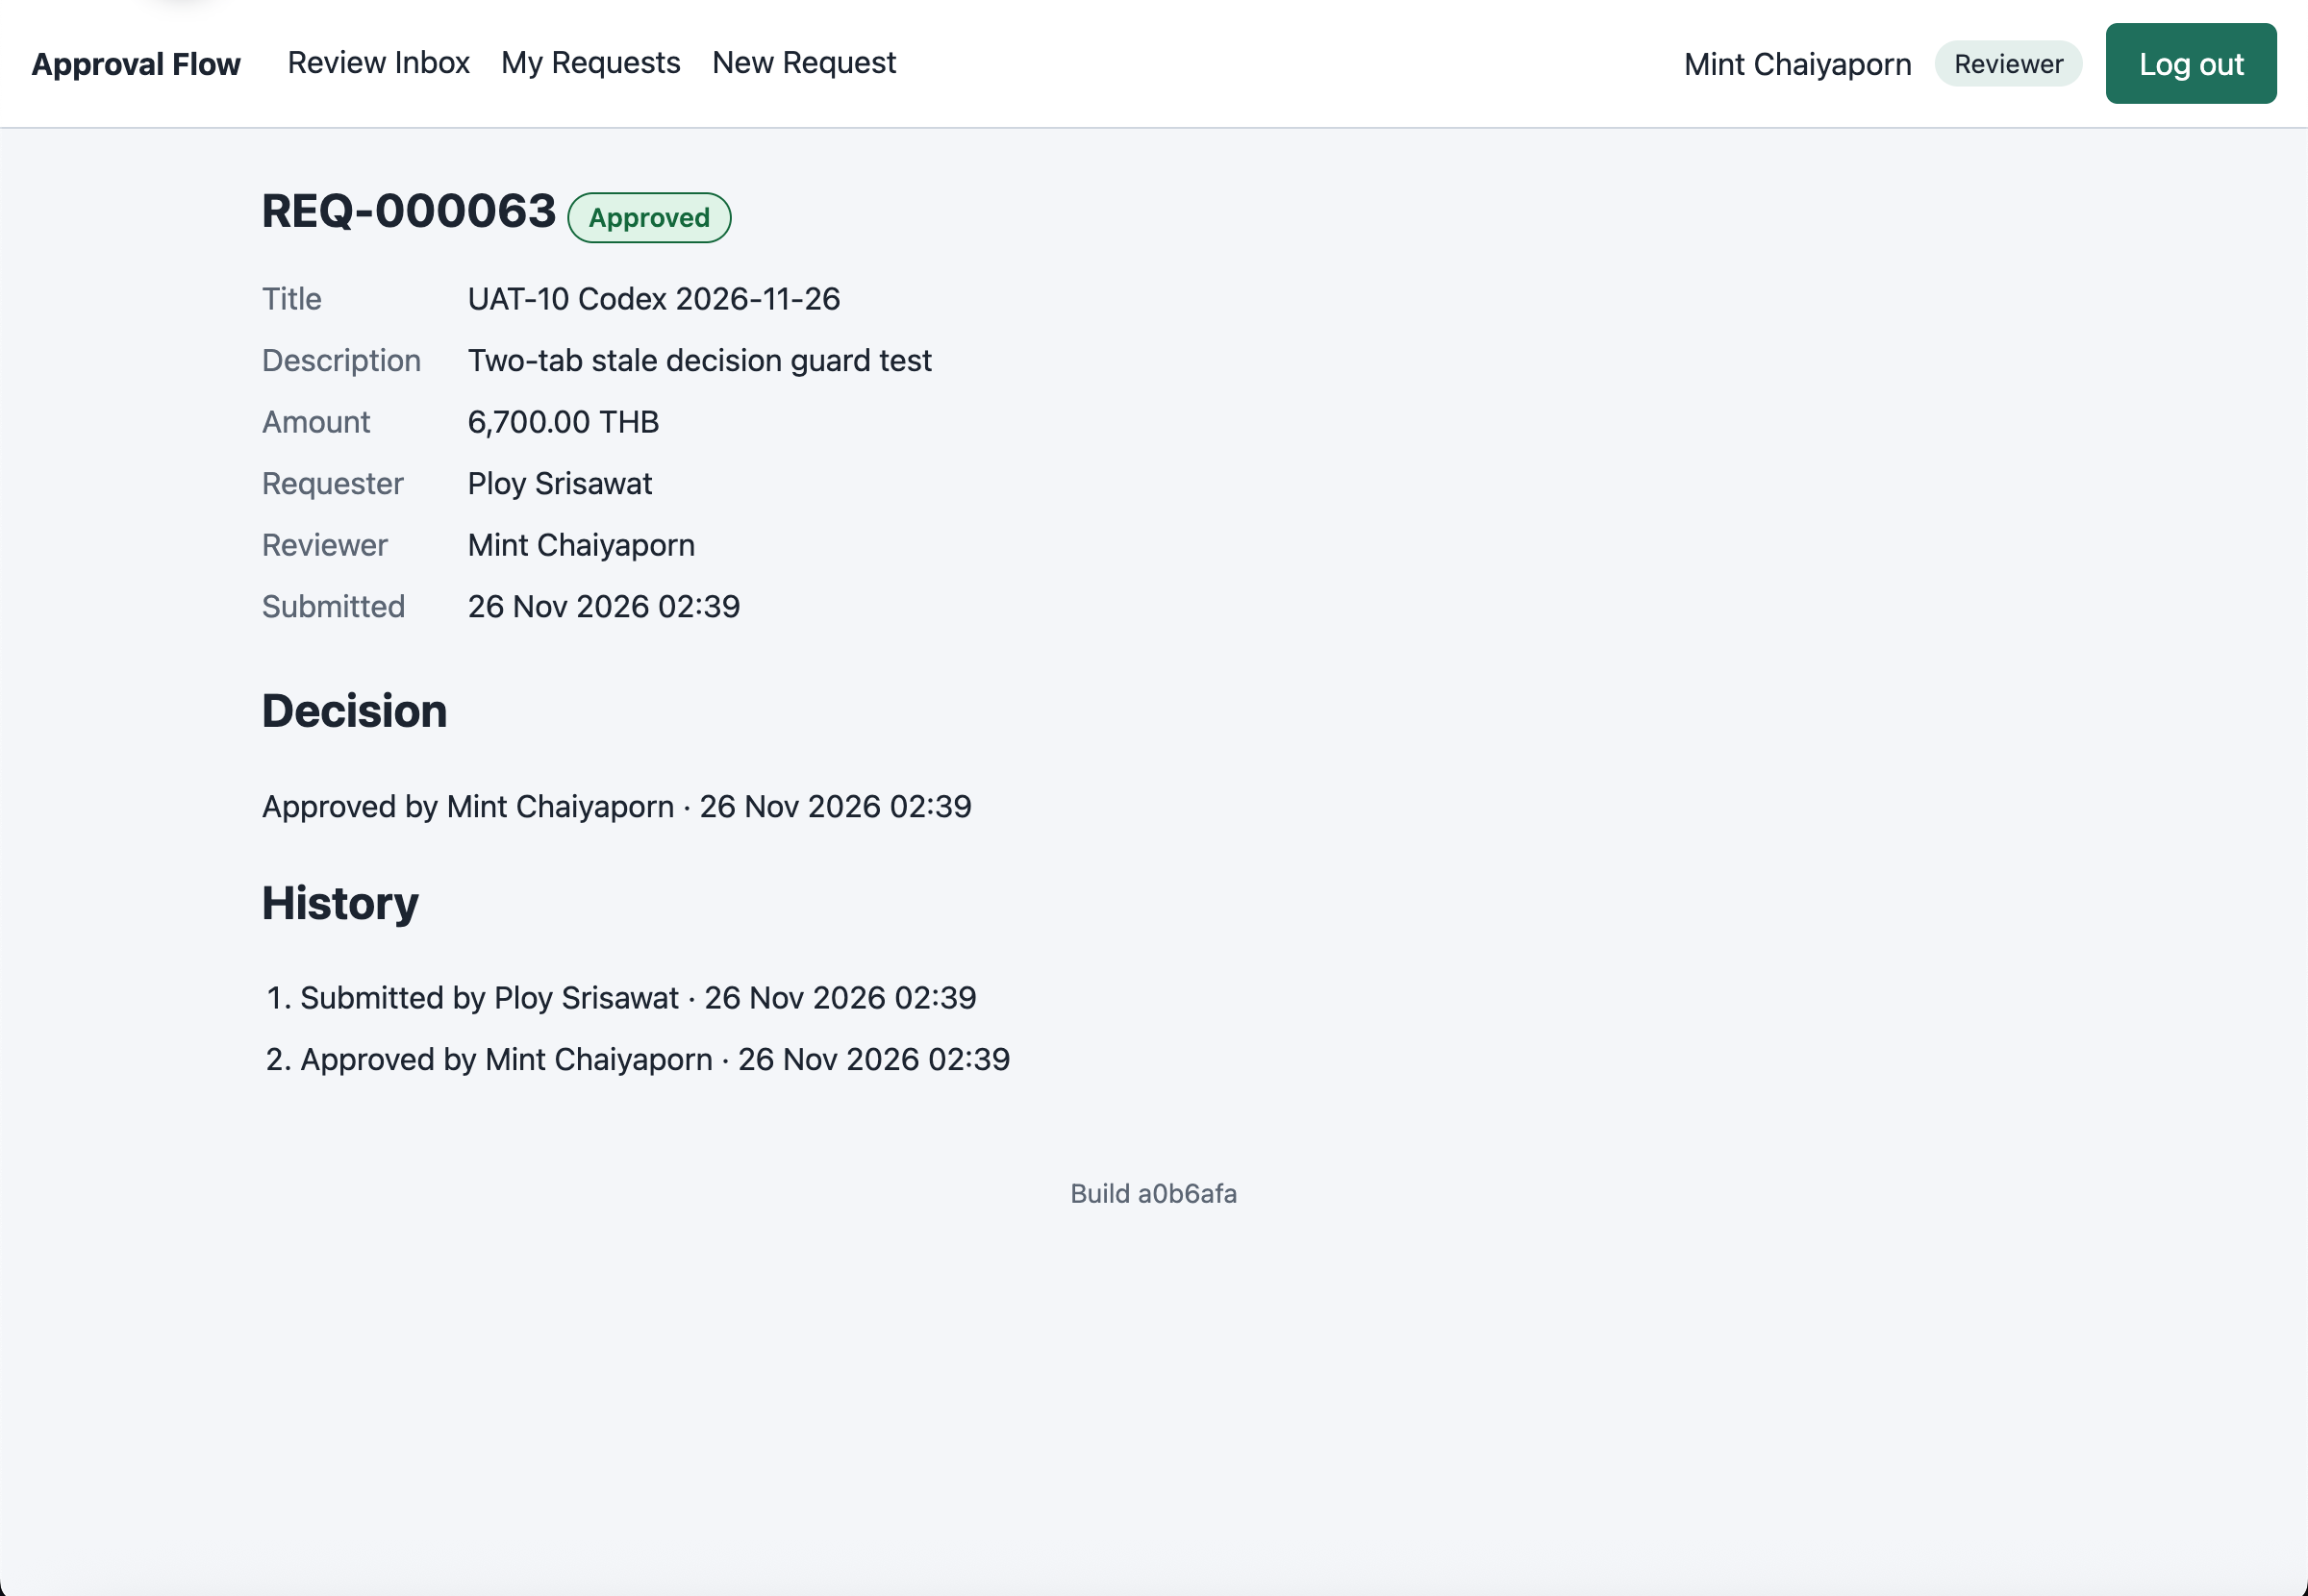 Approval Flow Review Inbox My Requests New Request Mint Chaiyaporn Reviewer Log out
REQ-000063 Approved
Title UAT-10 Codex 2026-11-26
Description Two-tab stale decision guard test
Amount 6,700.00 THB
Requester Ploy Srisawat
Reviewer Mint Chaiyaporn
Submitted 26 Nov 2026 02:39
Decision
Approved by Mint Chaiyaporn · 26 Nov 2026 02:39
History
1. Submitted by Ploy Srisawat · 26 Nov 2026 02:39
2. Approved by Mint Chaiyaporn · 26 Nov 2026 02:39
Build a0b6afa